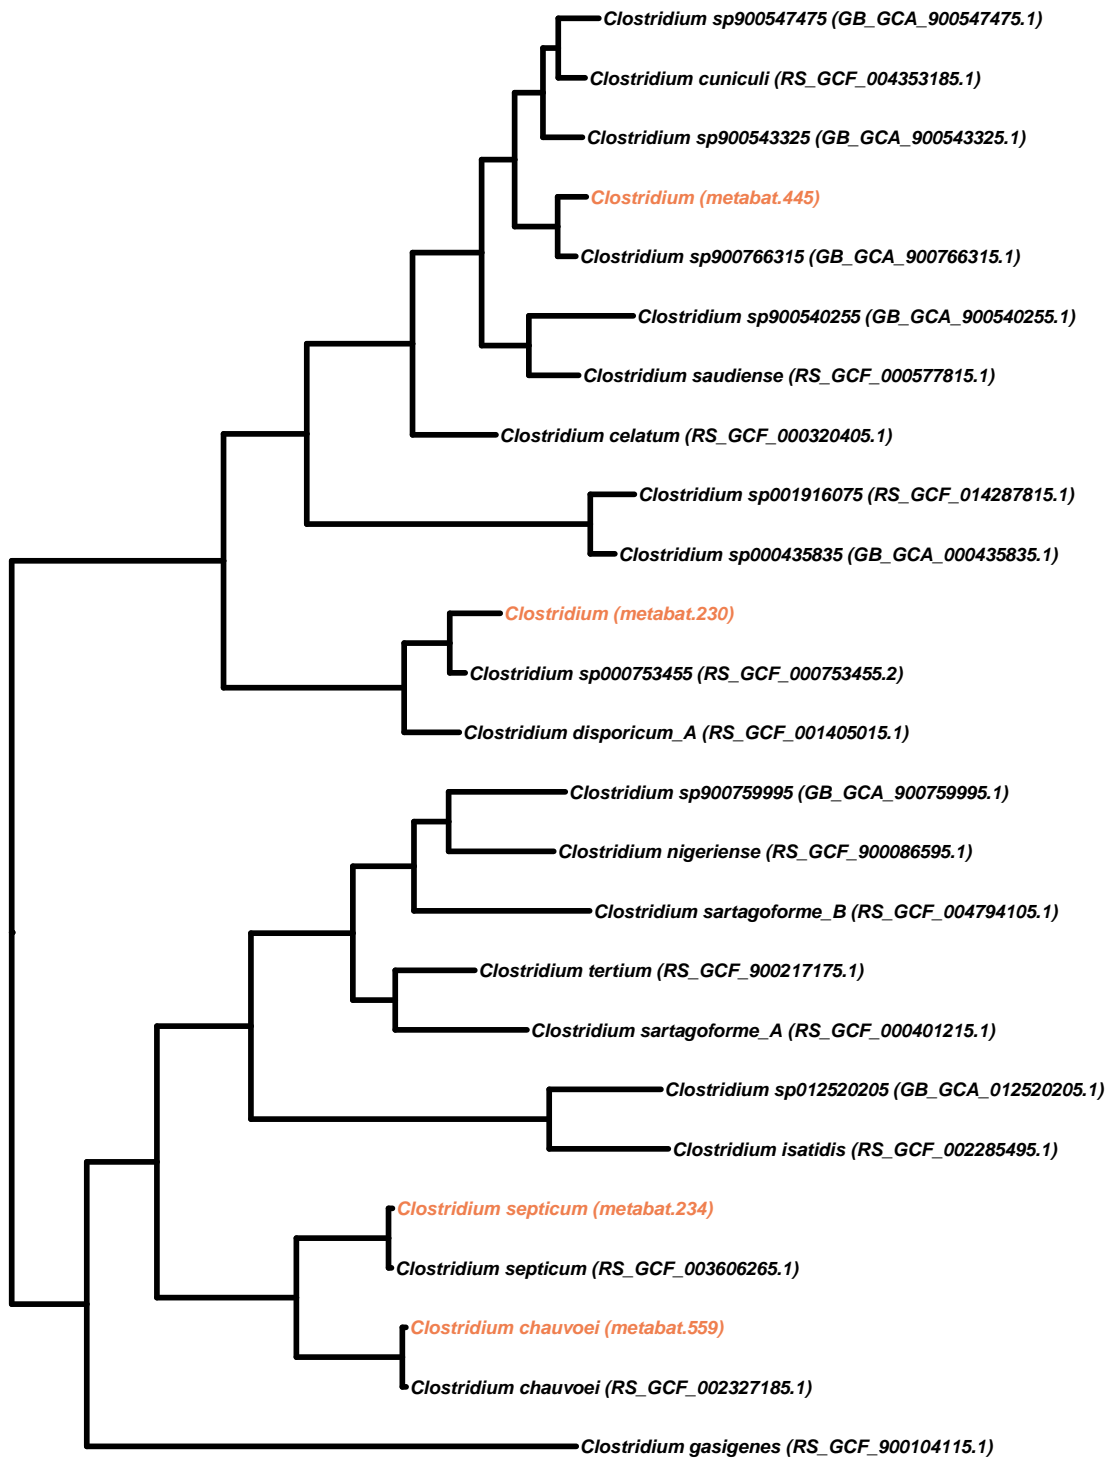 Clostridium sp900547475 (GB_GCA_900547475.1)
Clostridium cuniculi (RS_GCF_004353185.1)
Clostridium sp900543325 (GB_GCA_900543325.1)
Clostridium (metabat.445)
Clostridium sp900766315 (GB_GCA_900766315.1)
Clostridium sp900540255 (GB_GCA_900540255.1)
Clostridium saudiense (RS_GCF_000577815.1)
Clostridium celatum (RS_GCF_000320405.1)
Clostridium sp001916075 (RS_GCF_014287815.1)
Clostridium sp000435835 (GB_GCA_000435835.1)
Clostridium (metabat.230)
Clostridium sp000753455 (RS_GCF_000753455.2)
Clostridium disporicum_A (RS_GCF_001405015.1)
Clostridium sp900759995 (GB_GCA_900759995.1)
Clostridium nigeriense (RS_GCF_900086595.1)
Clostridium sartagoforme_B (RS_GCF_004794105.1)
Clostridium tertium (RS_GCF_900217175.1)
Clostridium sartagoforme_A (RS_GCF_000401215.1)
Clostridium sp012520205 (GB_GCA_012520205.1)
Clostridium isatidis (RS_GCF_002285495.1)
Clostridium septicum (metabat.234)
Clostridium septicum (RS_GCF_003606265.1)
Clostridium chauvoei (metabat.559)
Clostridium chauvoei (RS_GCF_002327185.1)
Clostridium gasigenes (RS_GCF_900104115.1)